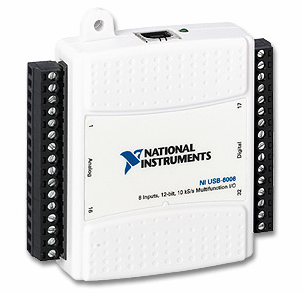 17
1
NATIONAL
INSTRUMENTS
Analog
Digital
NI USB-6008
8 Inputs, 12-bit, 10 kS/s Multifunction I/O
16
32